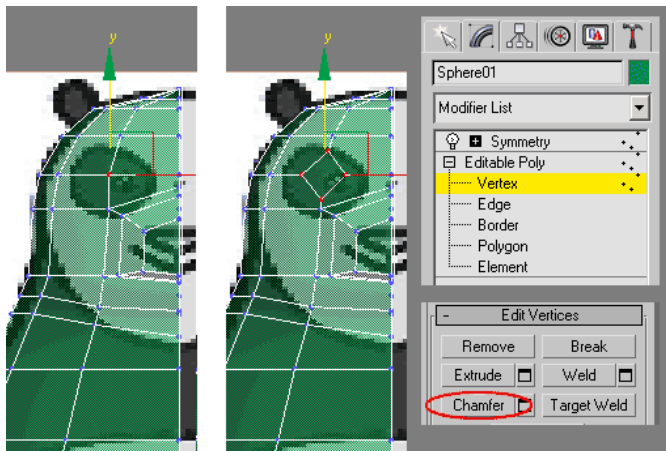 y
y
Sphere01
Modifier List
Symmetry
Editable Poly
Vertex
Edge
Border
Polygon
Element
- Edit Vertices
Remove Break
Extrude Weld
Chamfer Target Weld